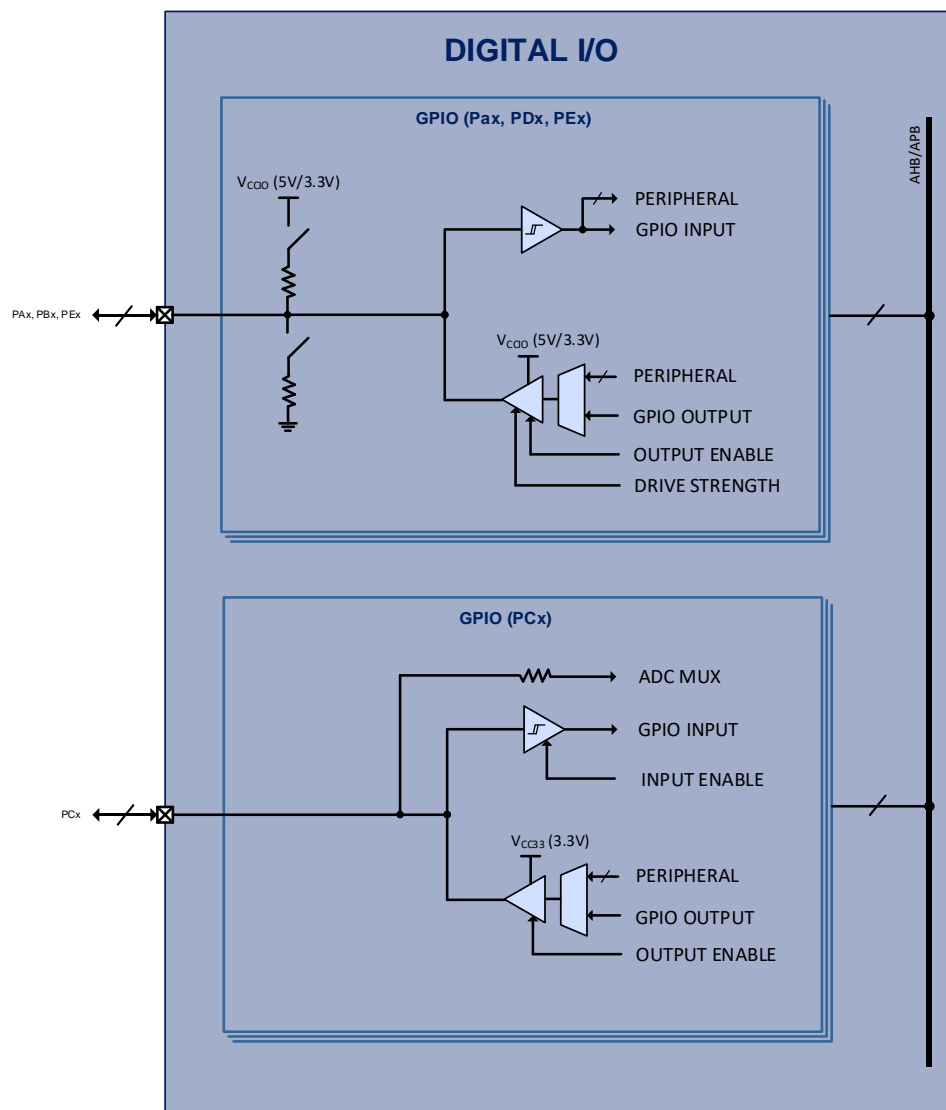 DIGITAL I/O
GPIO (Pax, PDx, PEx)
AHB/APB
VCCIO (5V/3.3V)
PERIPHERAL
GPIO INPUT
PAx, PBx, PEx
VCCIO (5V/3.3V)
PERIPHERAL
GPIO OUTPUT
OUTPUT ENABLE
DRIVE STRENGTH
GPIO (PCx)
ADC MUX
GPIO INPUT
INPUT ENABLE
PCx
VCC33 (3.3V)
PERIPHERAL
GPIO OUTPUT
OUTPUT ENABLE